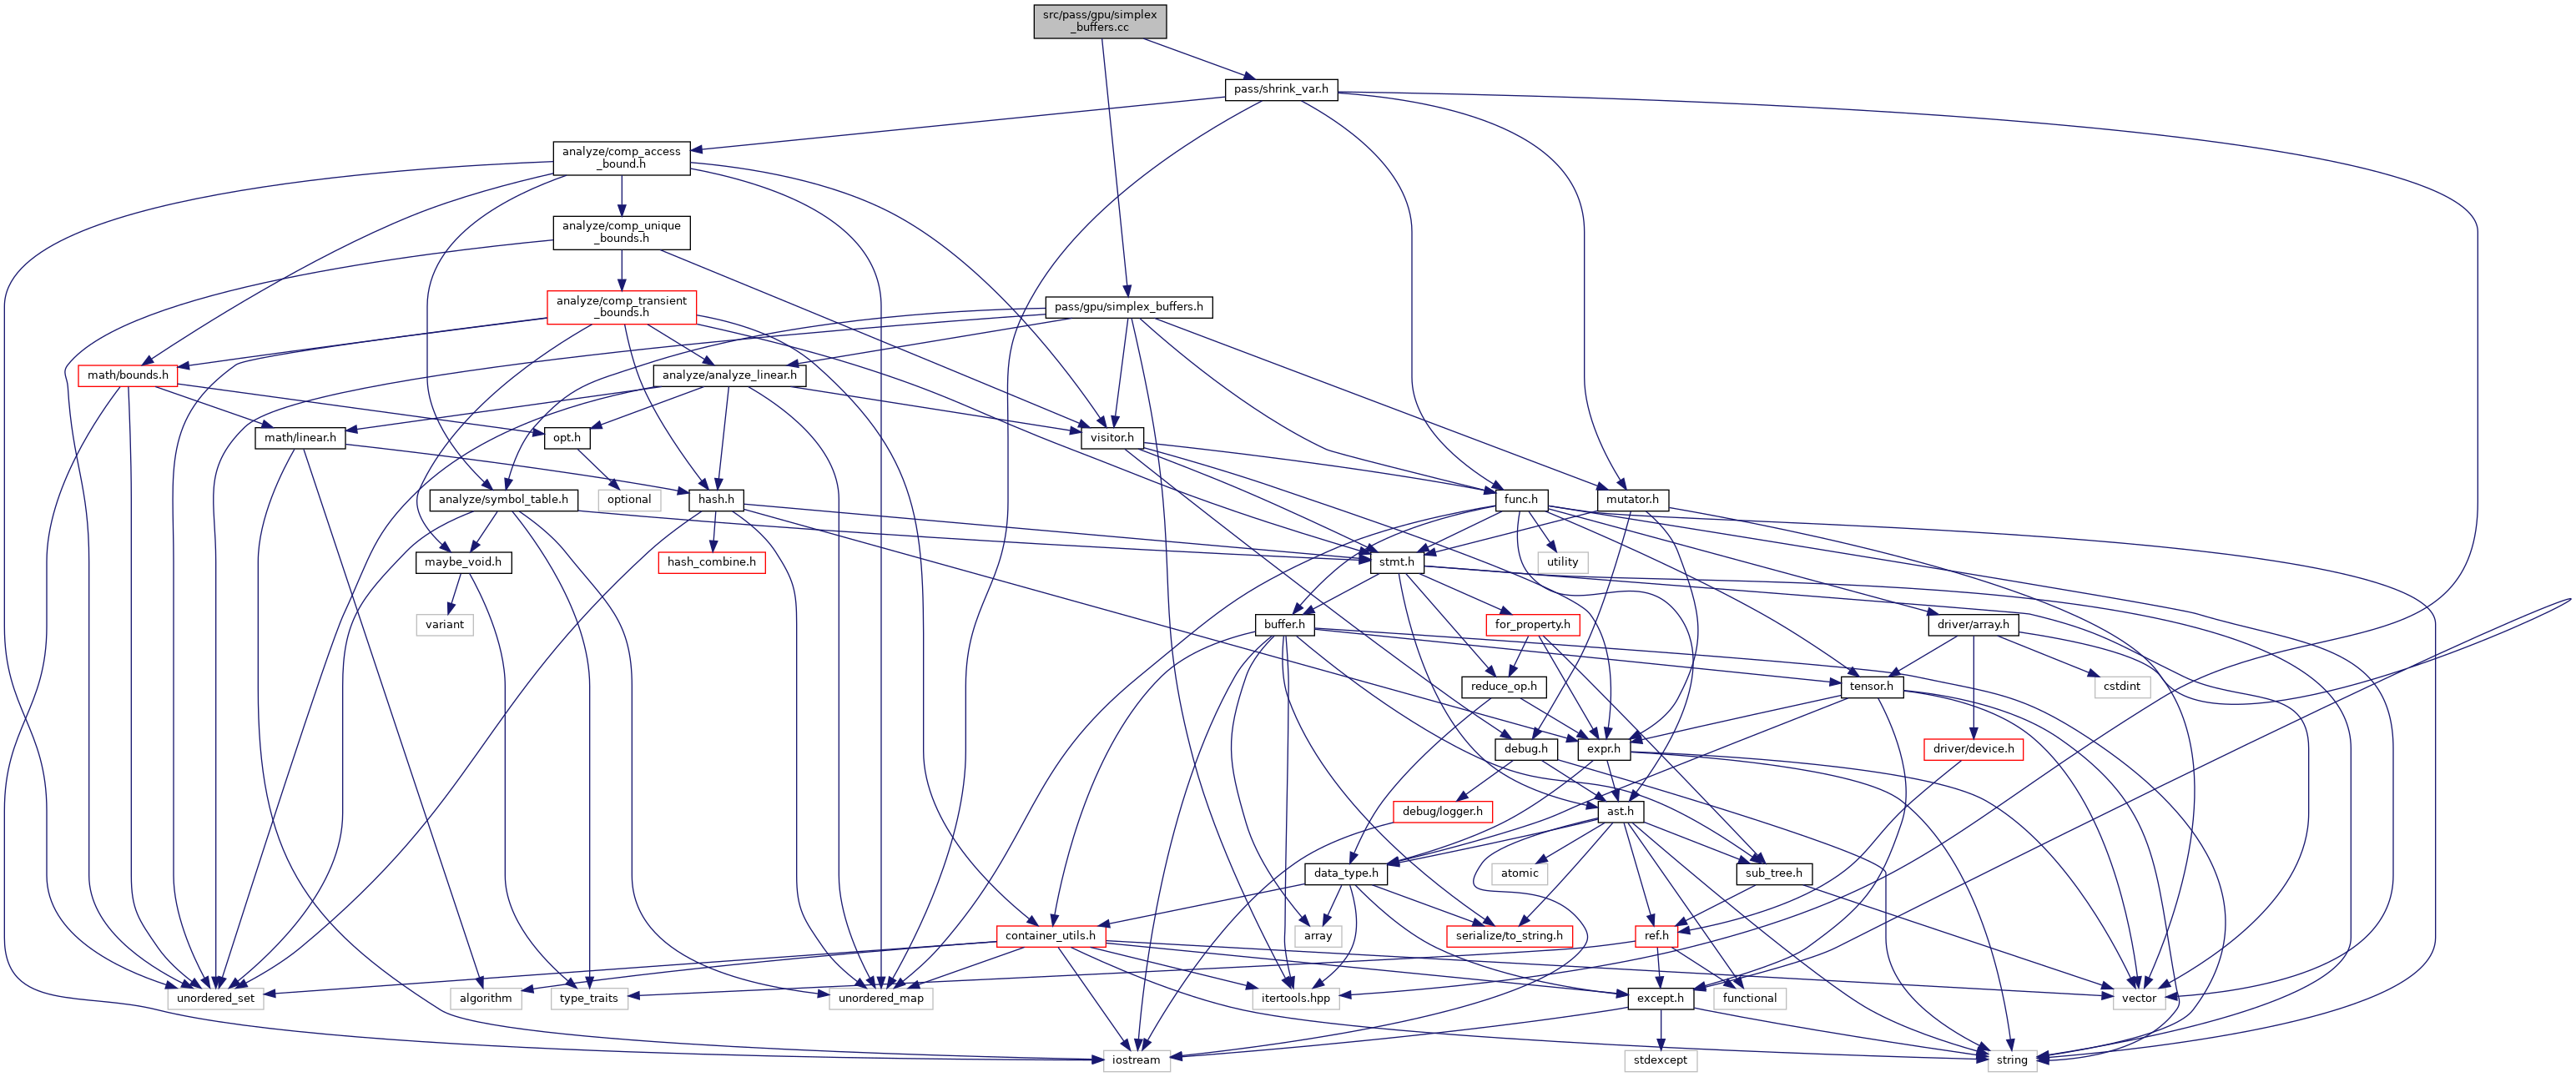 src/pass/gpu/simplex
_buffers.cc
pass/shrink_var.h
analyze/comp_access
_bound.h
analyze/comp_unique
_bounds.h
analyze/comp_transient
_bounds.h
pass/gpu/simplex_buffers.h
math/bounds.h
analyze/analyze_linear.h
math/linear.h
opt.h
visitor.h
analyze/symbol_table.h
optional
hash.h
func.h
mutator.h
maybe_void.h
hash_combine.h
stmt.h
utility
variant
buffer.h
for_property.h
driver/array.h
reduce_op.h
tensor.h
cstdint
debug.h
expr.h
driver/device.h
debug/logger.h
ast.h
data_type.h
atomic
sub_tree.h
container_utils.h
array
serialize/to_string.h
ref.h
unordered_set
algorithm
type_traits
unordered_map
itertools.hpp
except.h
functional
vector
iostream
stdexcept
string